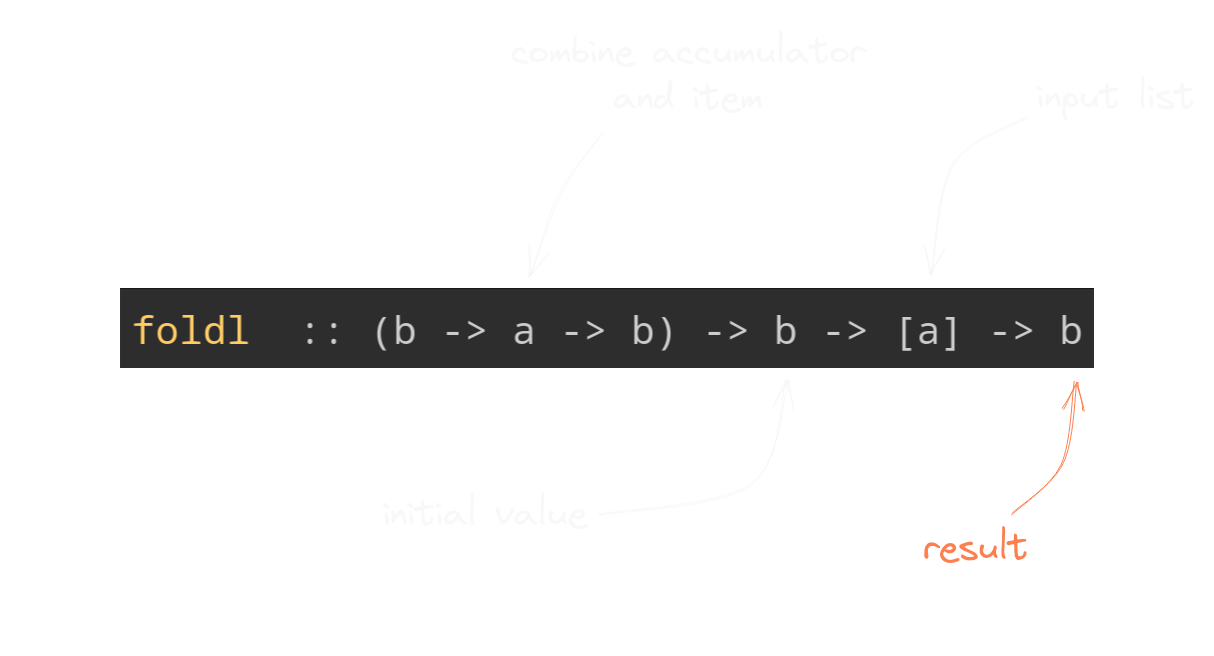 combine accumulator
and item
input list
foldl :: (b -> a -> b) -> b -> [a] -> b
initial value
result